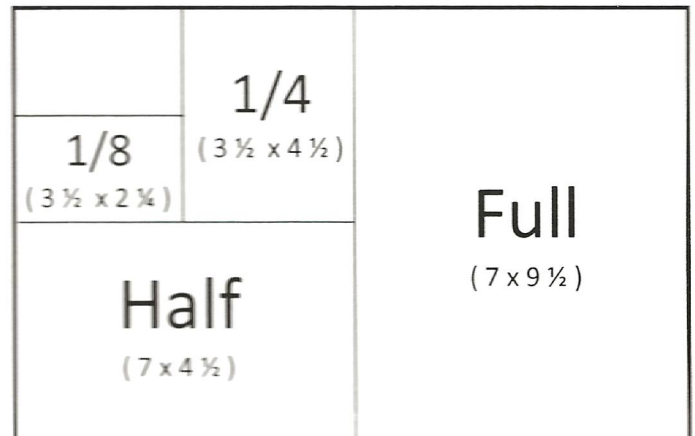 1/4
( 3 ½ x 4 ½ )
1/8
( 3 ½ x 2 ¼ )
Full
( 7 x 9 ½ )
Half
( 7 x 4 ½ )